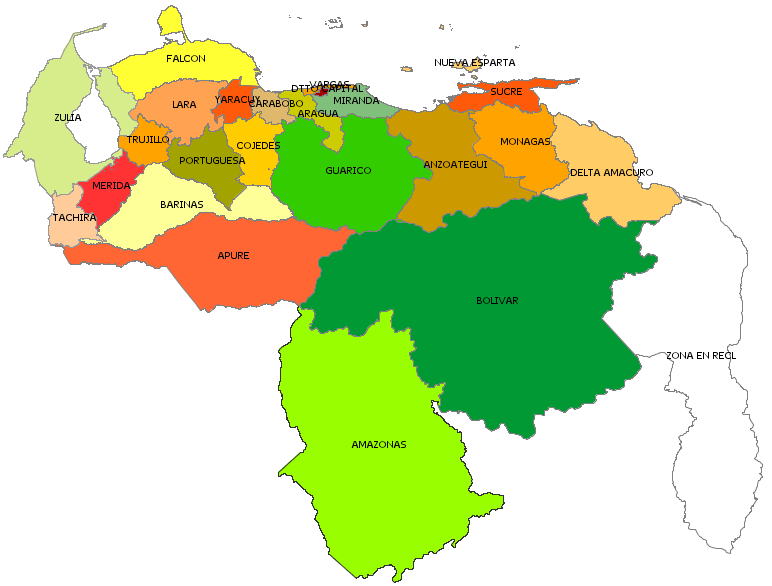 FALCON
NUEVA ESPARTA
VARGAS
DTTO CAPITAL
SUCRE
YARACUY
CARABOBO
MIRANDA
LARA
ARAGUA
ZULIA
TRUJILLO
COJEDES
MONAGAS
PORTUGUESA
ANZOATEGUI
GUARICO
DELTA AMACURO
MERIDA
BARINAS
TACHIRA
APURE
BOLIVAR
ZONA EN RECL
AMAZONAS